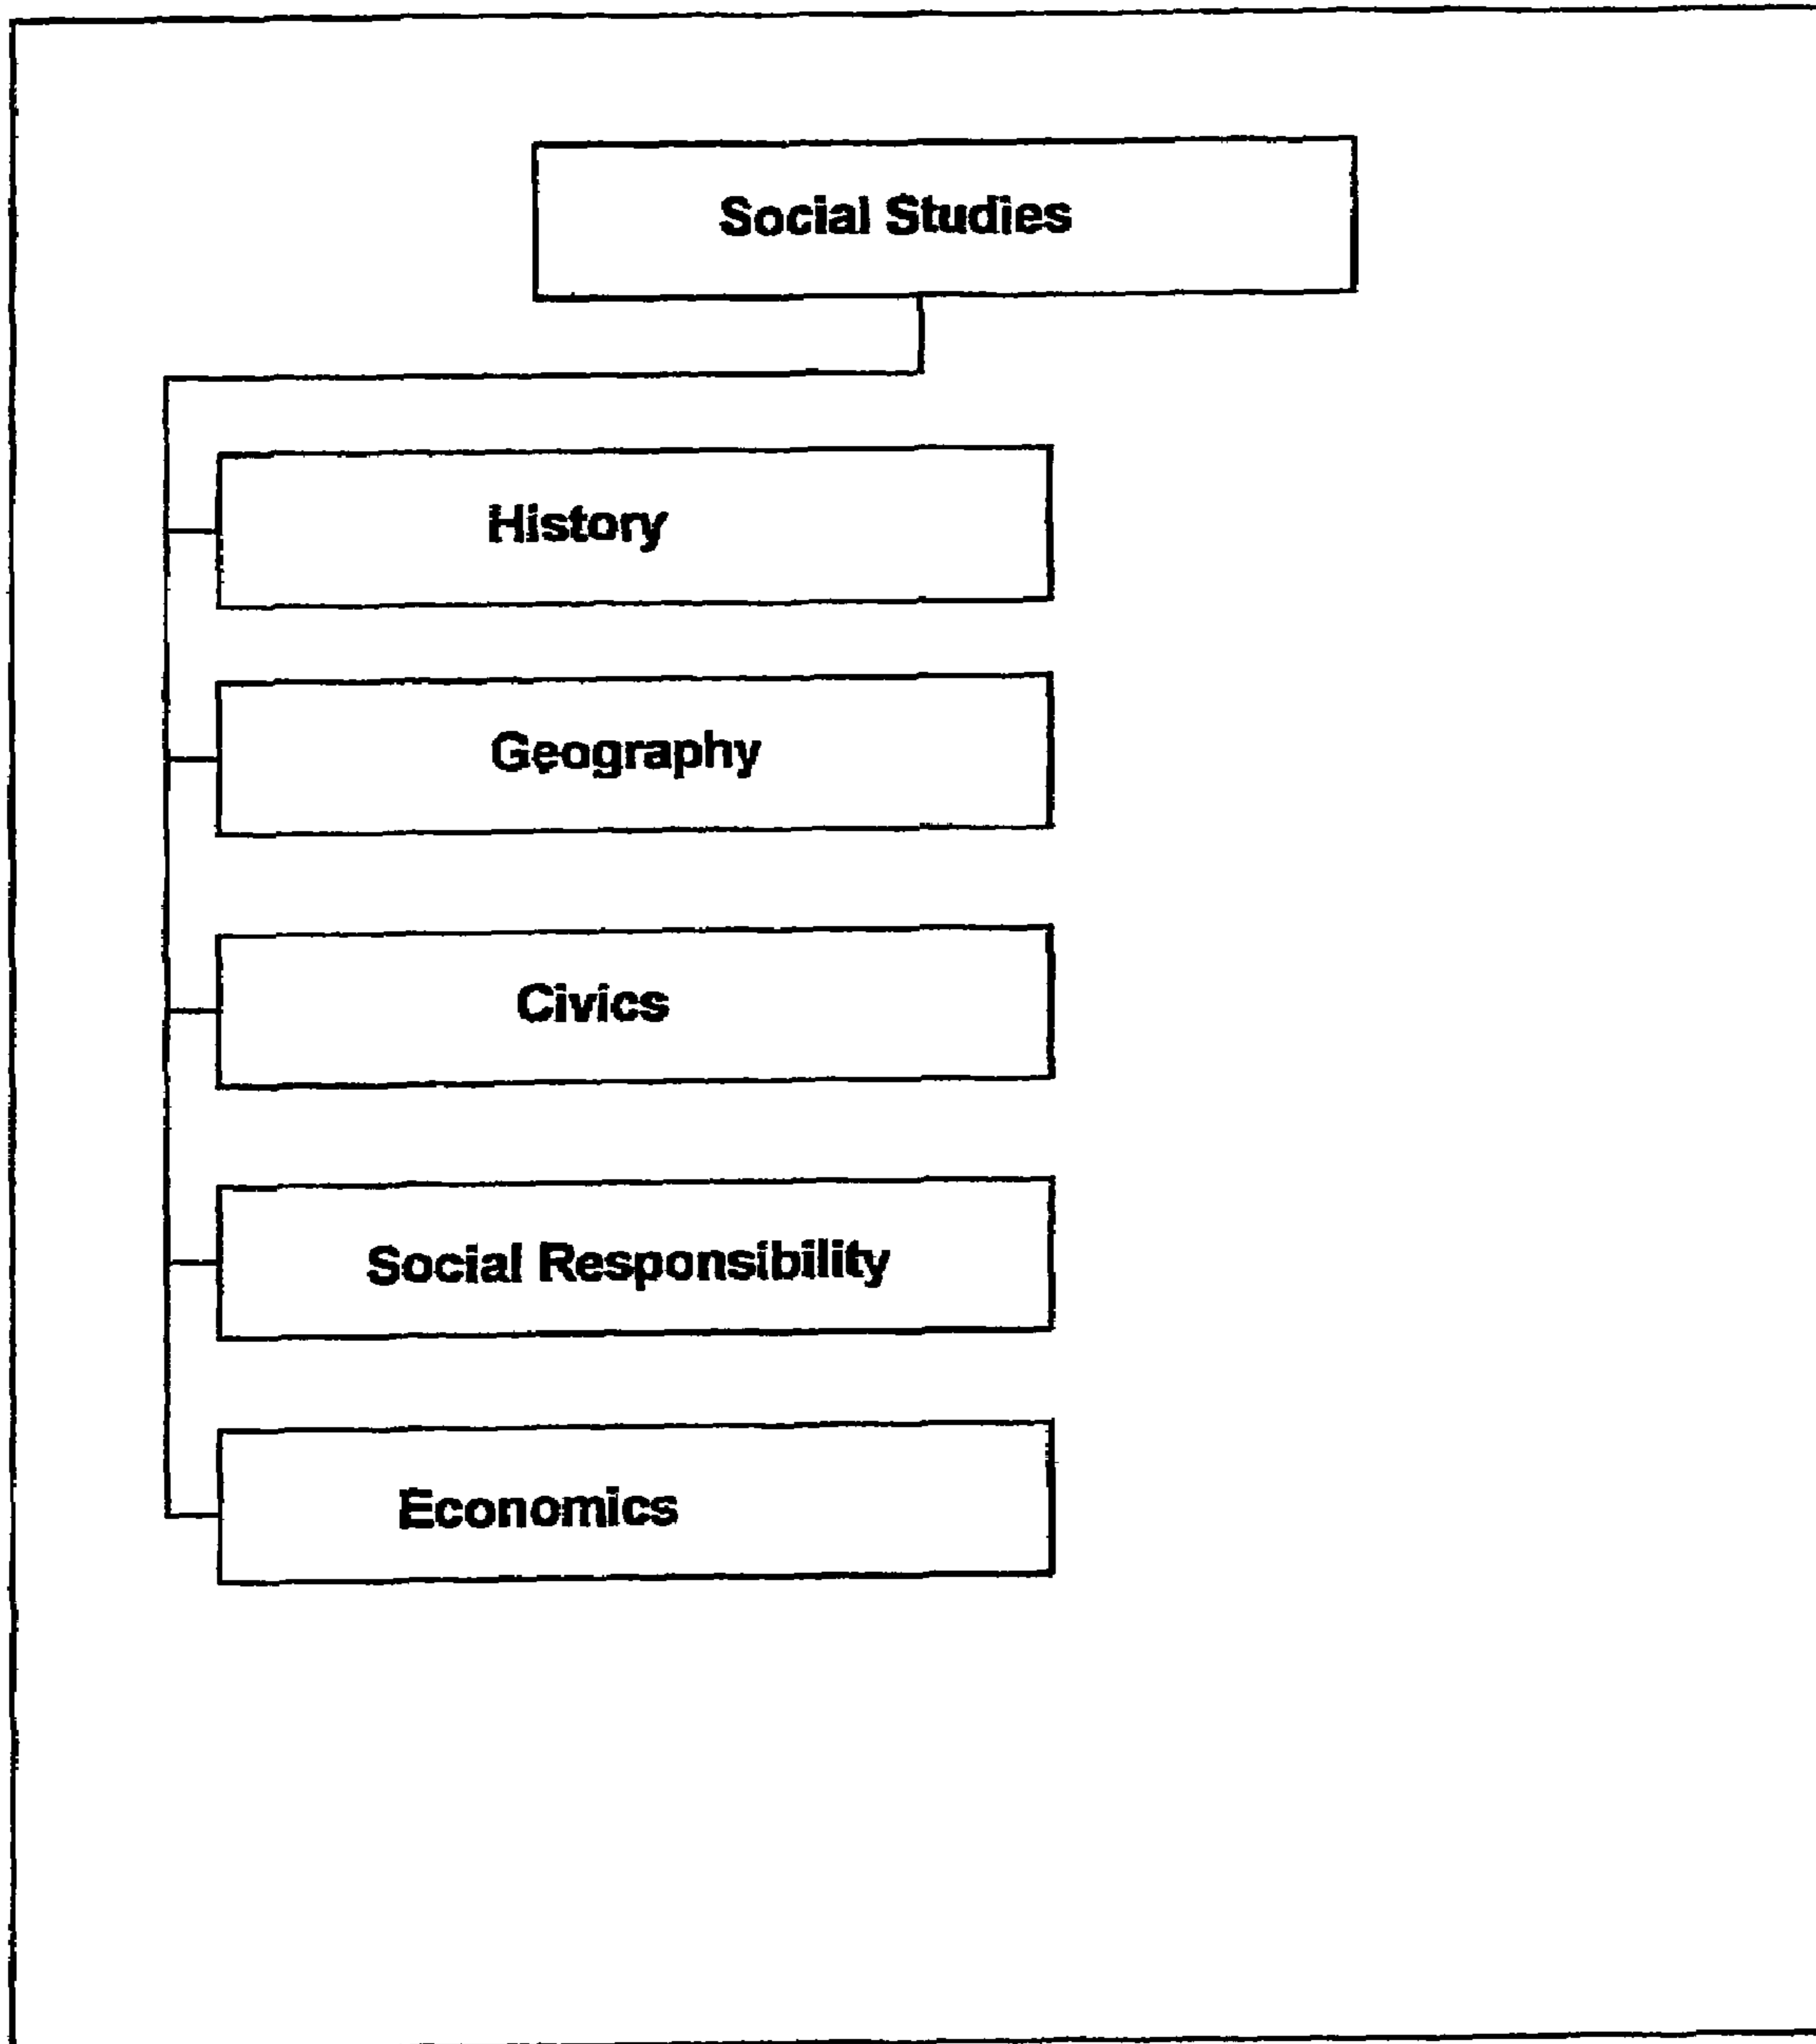 Social Studies
History
Geography
Civics
Social Responsibility
Economics